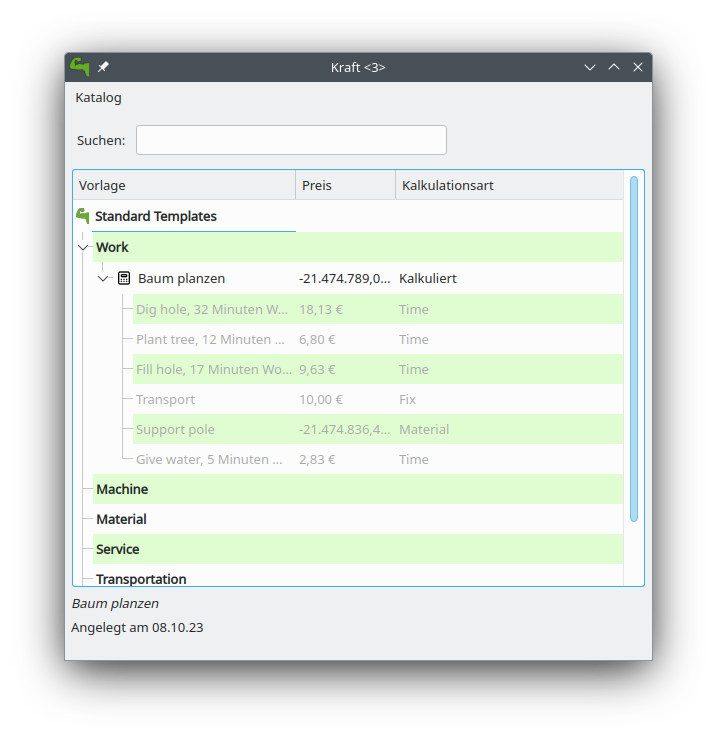 Kraft <3>
Katalog
Suchen:
Vorlage Preis Kalkulationsart
Standard Templates
Work
Baum planzen -21.474.789,0... Kalkuliert
Dig hole, 32 Minuten W... 18,13 € Time
Plant tree, 12 Minuten ... 6,80 € Time
Fill hole, 17 Minuten Wo... 9,63 € Time
Transport 10,00 € Fix
Support pole -21.474.836,4... Material
Give water, 5 Minuten ... 2,83 € Time
Machine
Material
Service
Transportation
Baum planzen
Angelegt am 08.10.23